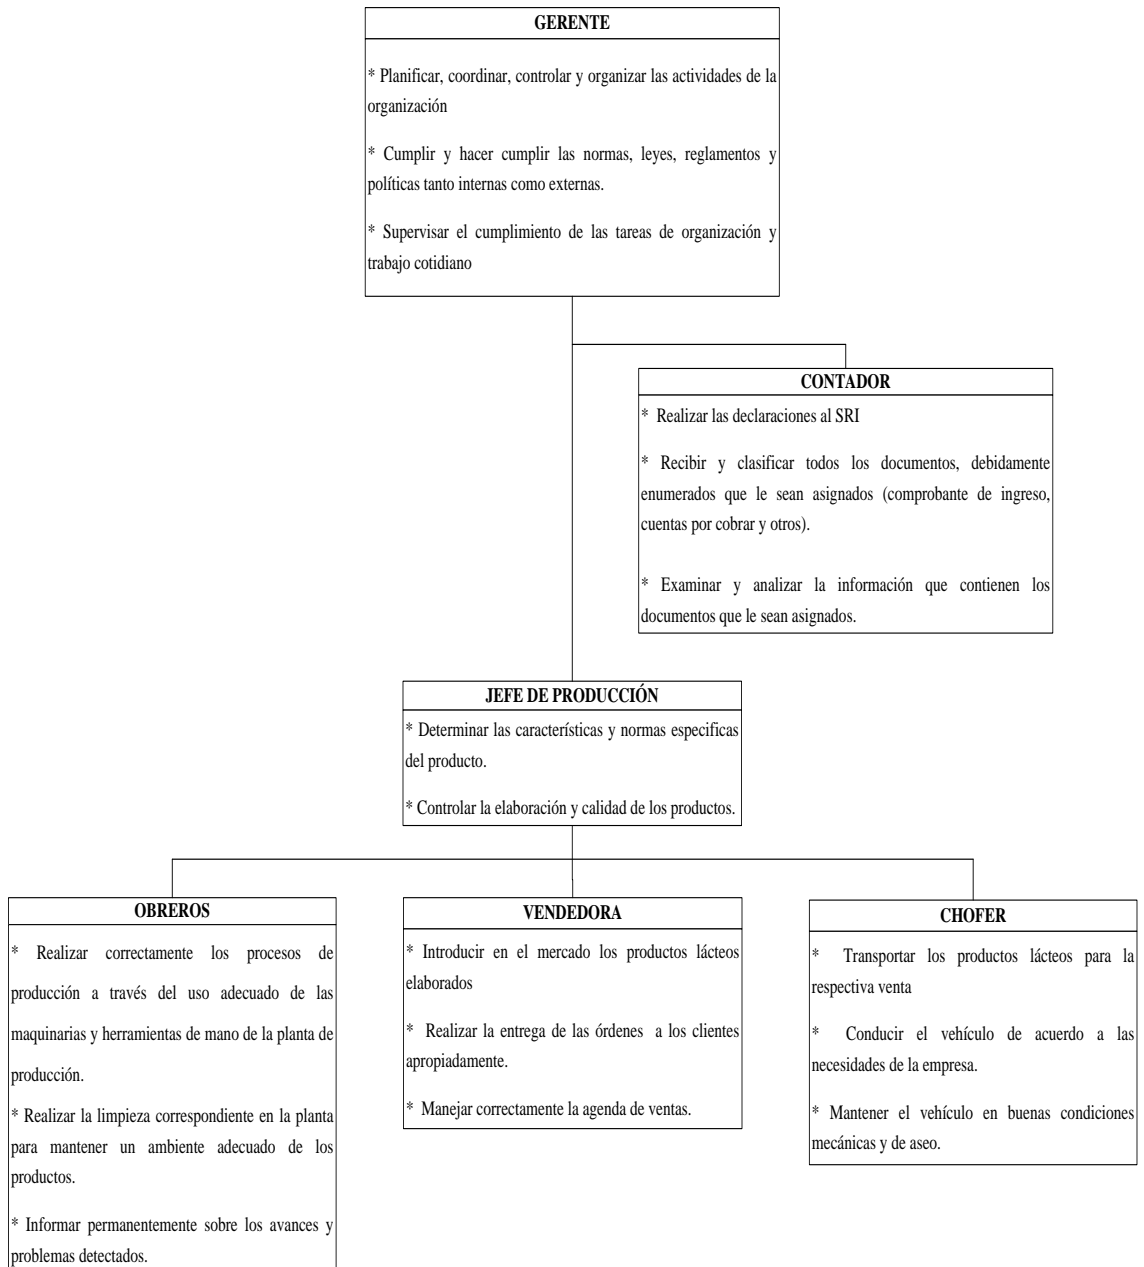 GERENTE
* Planificar, coordinar, controlar y organizar las actividades de la
organización
* Cumplir y hacer cumplir las normas, leyes, reglamentos y
políticas tanto internas como externas.
* Supervisar el cumplimiento de las tareas de organización y
trabajo cotidiano
CONTADOR
* Realizar las declaraciones al SRI
* Recibir y clasificar todos los documentos, debidamente
enumerados que le sean asignados (comprobante de ingreso,
cuentas por cobrar y otros).
* Examinar y analizar la información que contienen los
documentos que le sean asignados.
JEFE DE PRODUCCIÓN
* Determinar las características y normas especificas
del producto.
* Controlar la elaboración y calidad de los productos.
OBREROS
* Realizar correctamente los procesos de
producción a través del uso adecuado de las
maquinarias y herramientas de mano de la planta de
producción.
* Realizar la limpieza correspondiente en la planta
para mantener un ambiente adecuado de los
productos.
* Informar permanentemente sobre los avances y
problemas detectados.
VENDEDORA
* Introducir en el mercado los productos lácteos
elaborados
* Realizar la entrega de las órdenes a los clientes
apropiadamente.
* Manejar correctamente la agenda de ventas.
CHOFER
* Transportar los productos lácteos para la
respectiva venta
* Conducir el vehículo de acuerdo a las
necesidades de la empresa.
* Mantener el vehículo en buenas condiciones
mecánicas y de aseo.